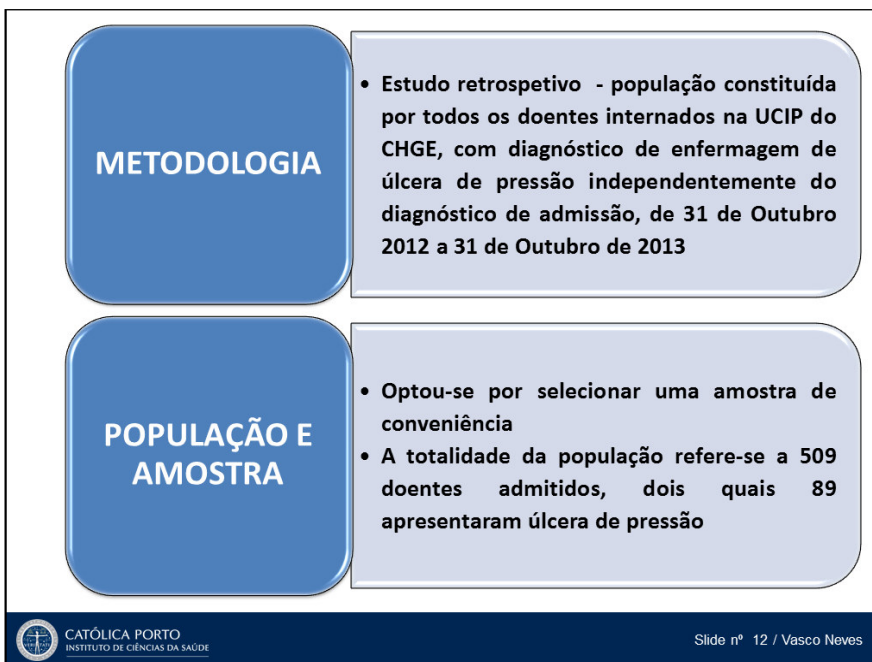 METODOLOGIA
• Estudo retrospetivo - população constituída
por todos os doentes internados na UCIP do
CHGE, com diagnóstico de enfermagem de
úlcera de pressão independentemente do
diagnóstico de admissão, de 31 de Outubro
2012 a 31 de Outubro de 2013
POPULAÇÃO E
AMOSTRA
• Optou-se por selecionar uma amostra de
conveniência
• A totalidade da população refere-se a 509
doentes admitidos, dois quais 89
apresentaram úlcera de pressão
CATÓLICA PORTO
INSTITUTO DE CIÊNCIAS DA SAÚDE
Slide nº 12 / Vasco Neves